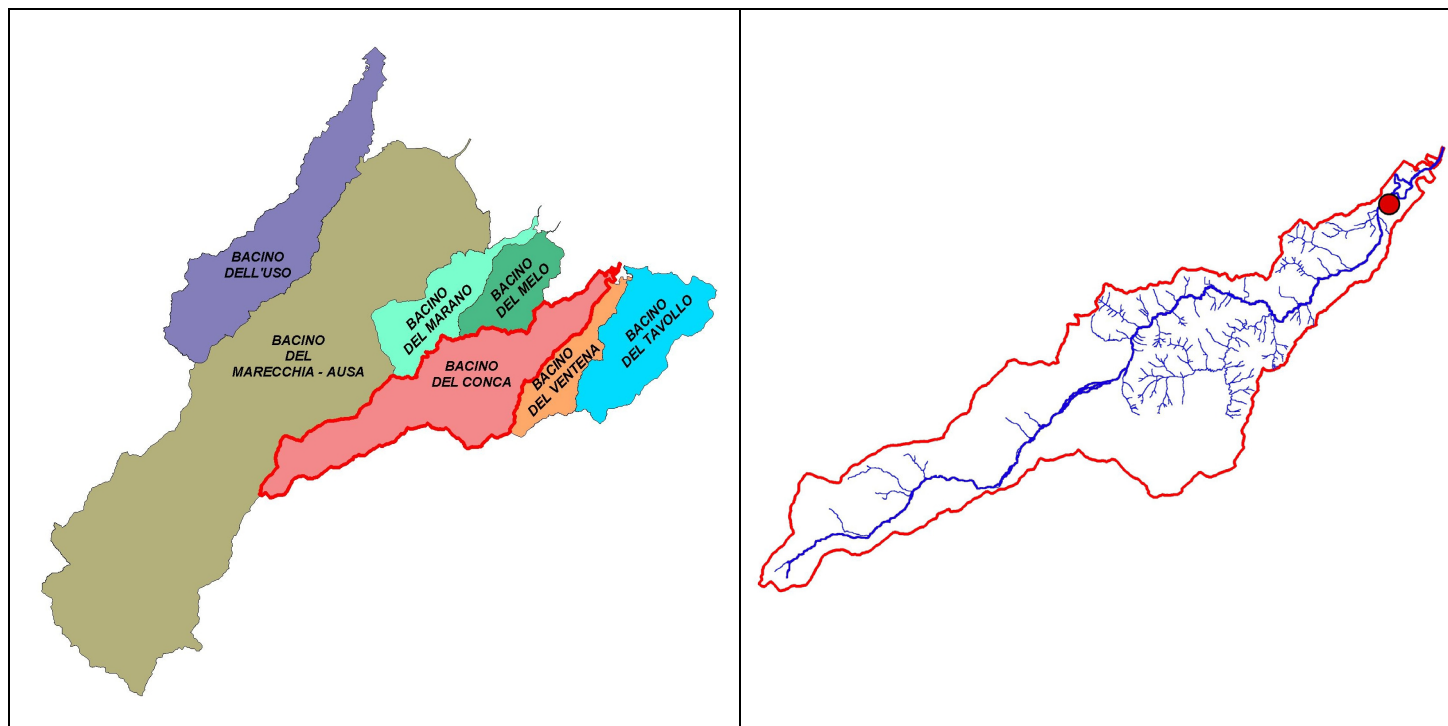 BACINO
DELL'USO
BACINO
DEL
MARECCHIA - AUSA
BACINO
DEL MARANO
BACINO
DEL MELO
BACINO
DEL CONCA
BACINO
DEL VENTENA
BACINO
DEL TAVOLLO